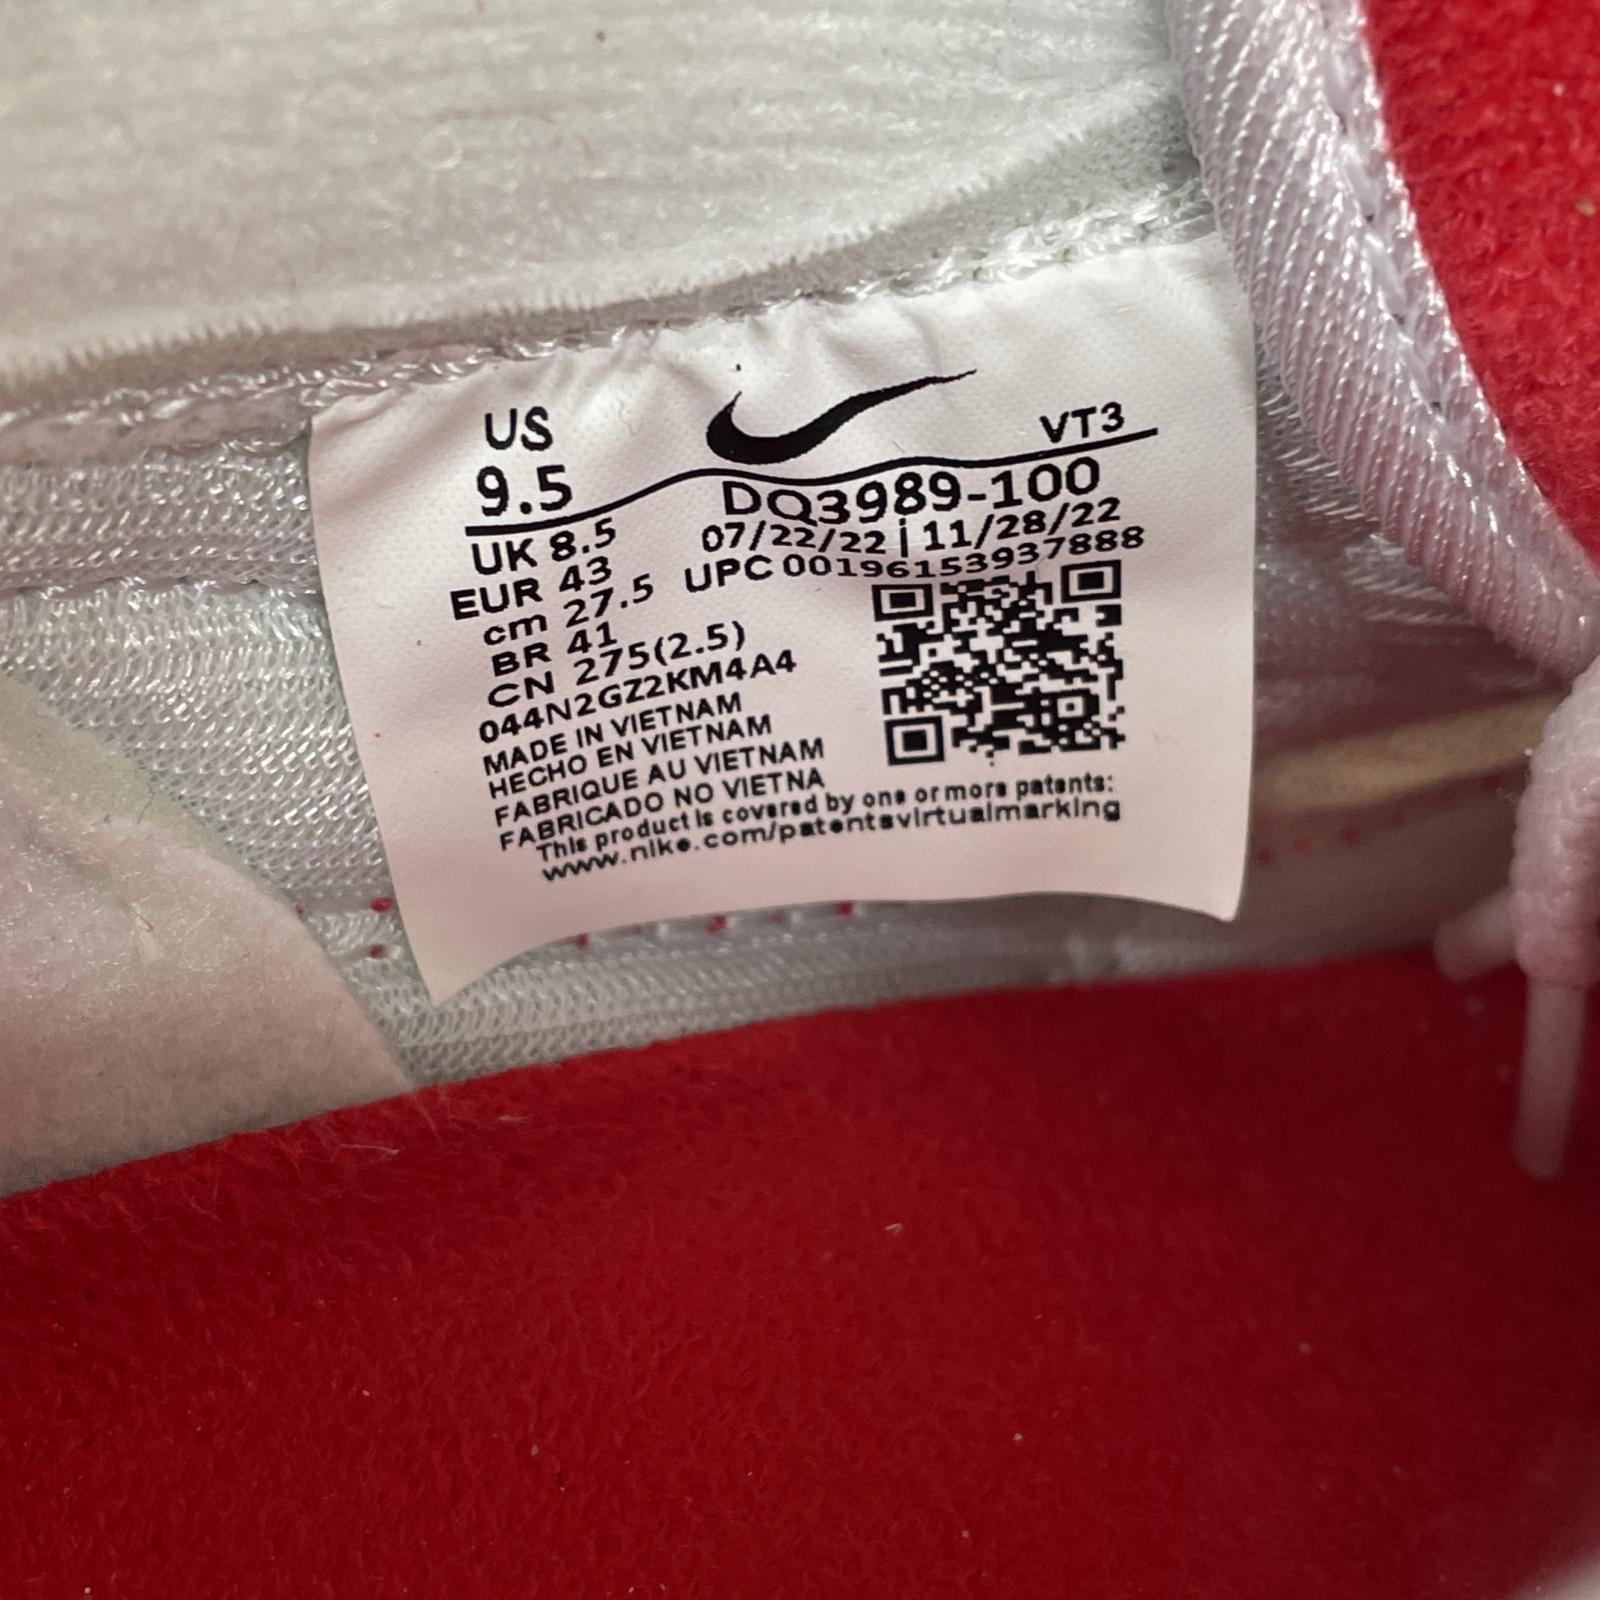 US
9.5
VT3
DQ3989-100
07/22/22 | 11/28/22
UPC 00196153937888
UK 8.5
EUR 43
cm 27.5
BR 41
CN 275(2.5)
044N2GZ2KM4A4
MADE IN VIETNAM
HECHO EN VIETNAM
FABRIQUE AU VIETNAM
FABRICADO NO VIETNA
This product is covered by one or more patents:
www.nike.com/patentsvirtualmarking